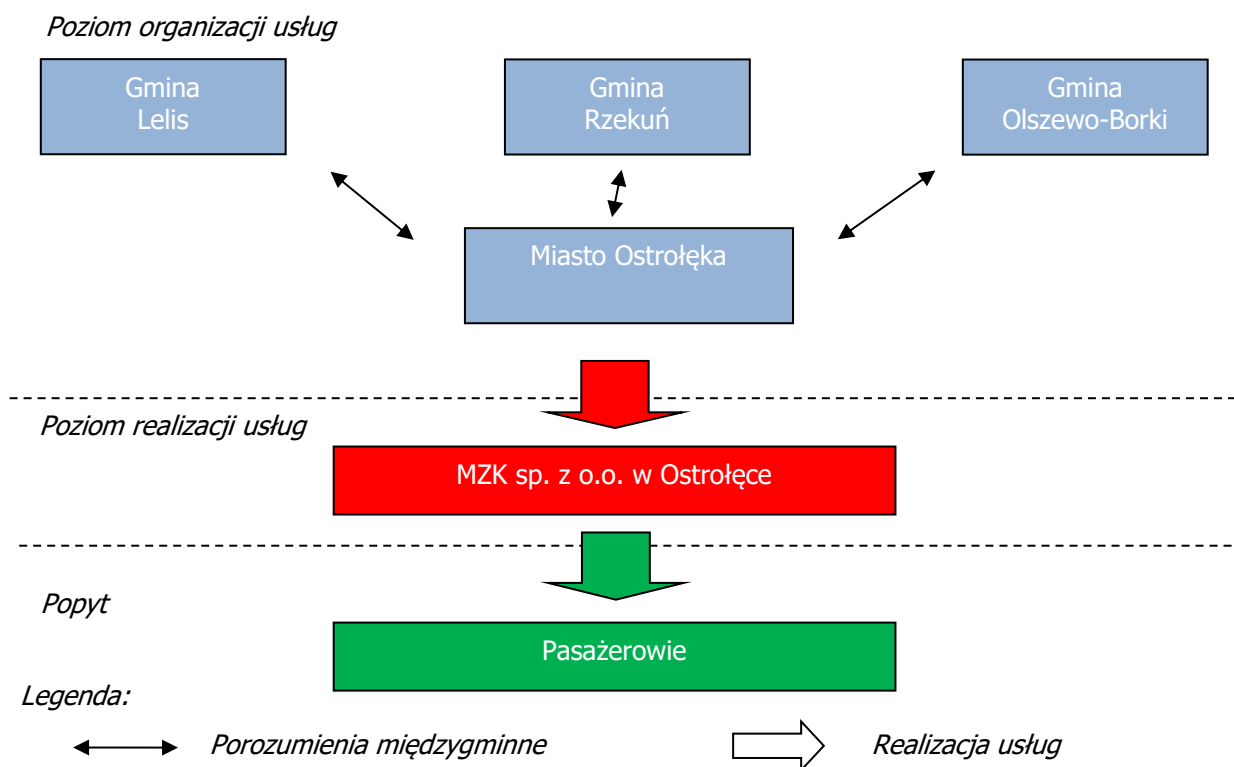 Poziom organizacji usług
Gmina
Lelis
Gmina
Rzekuń
Gmina
Olszewo-Borki
Miasto Ostrołęka
Poziom realizacji usług
MZK sp. z o.o. w Ostrołęce
Popyt
Pasażerowie
Legenda:
Porozumienia międzygminne
Realizacja usług